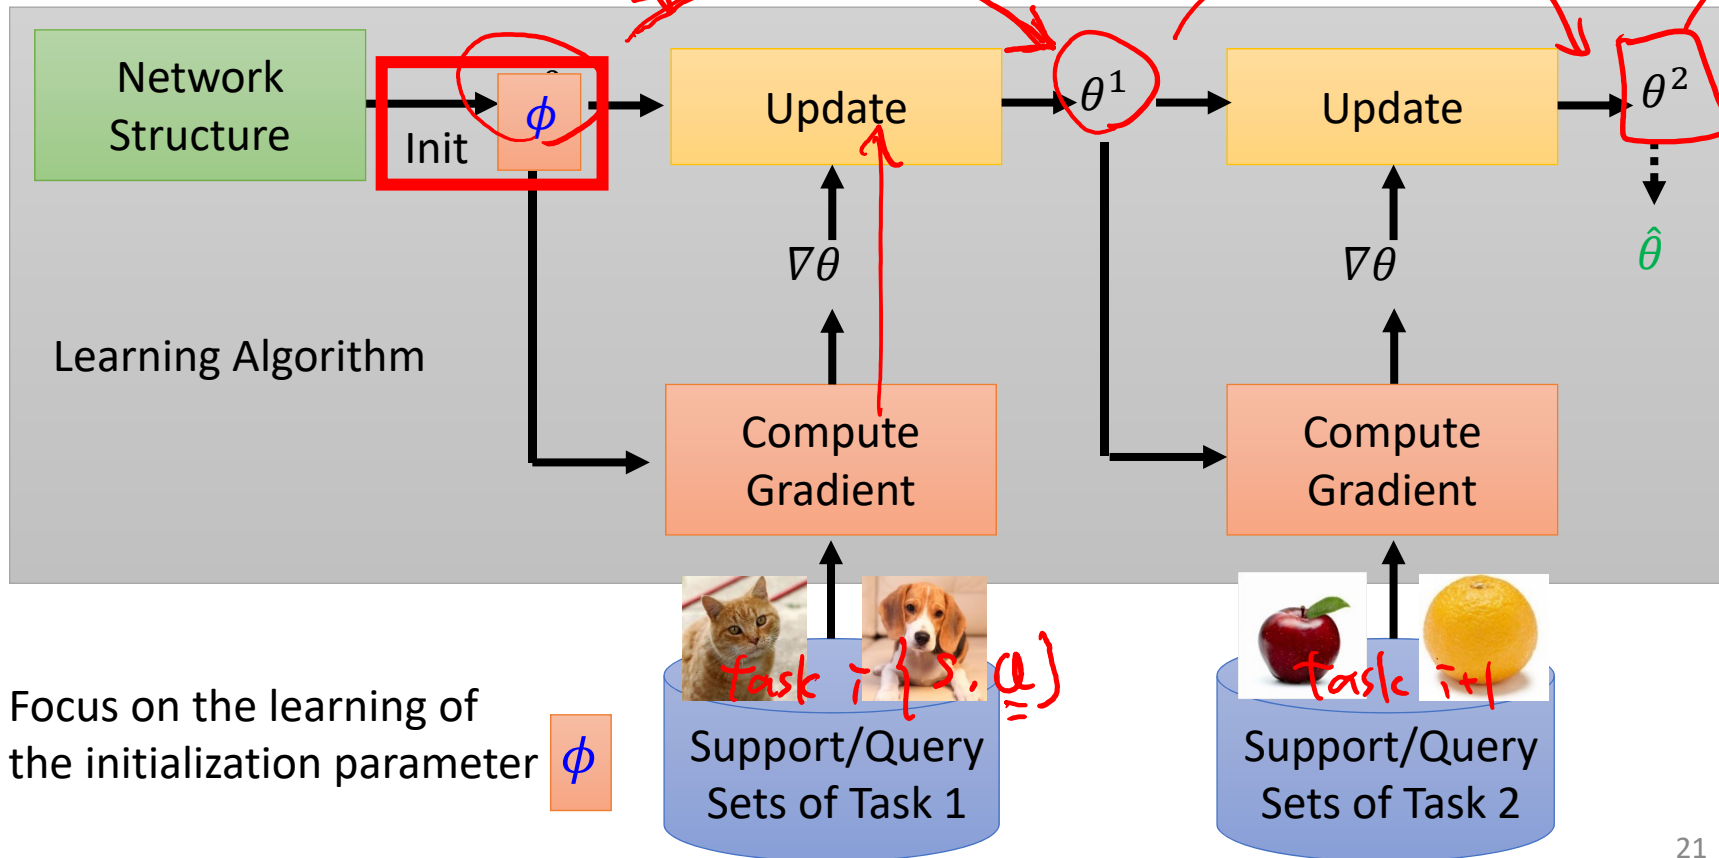 Network
Structure
Init
ϕ
Update
θ¹
Update
θ²
∇θ
∇θ
θ̂
Learning Algorithm
Compute
Gradient
Compute
Gradient
task i {S, Q}
task i+1
Focus on the learning of
the initialization parameter ϕ
Support/Query
Sets of Task 1
Support/Query
Sets of Task 2
21